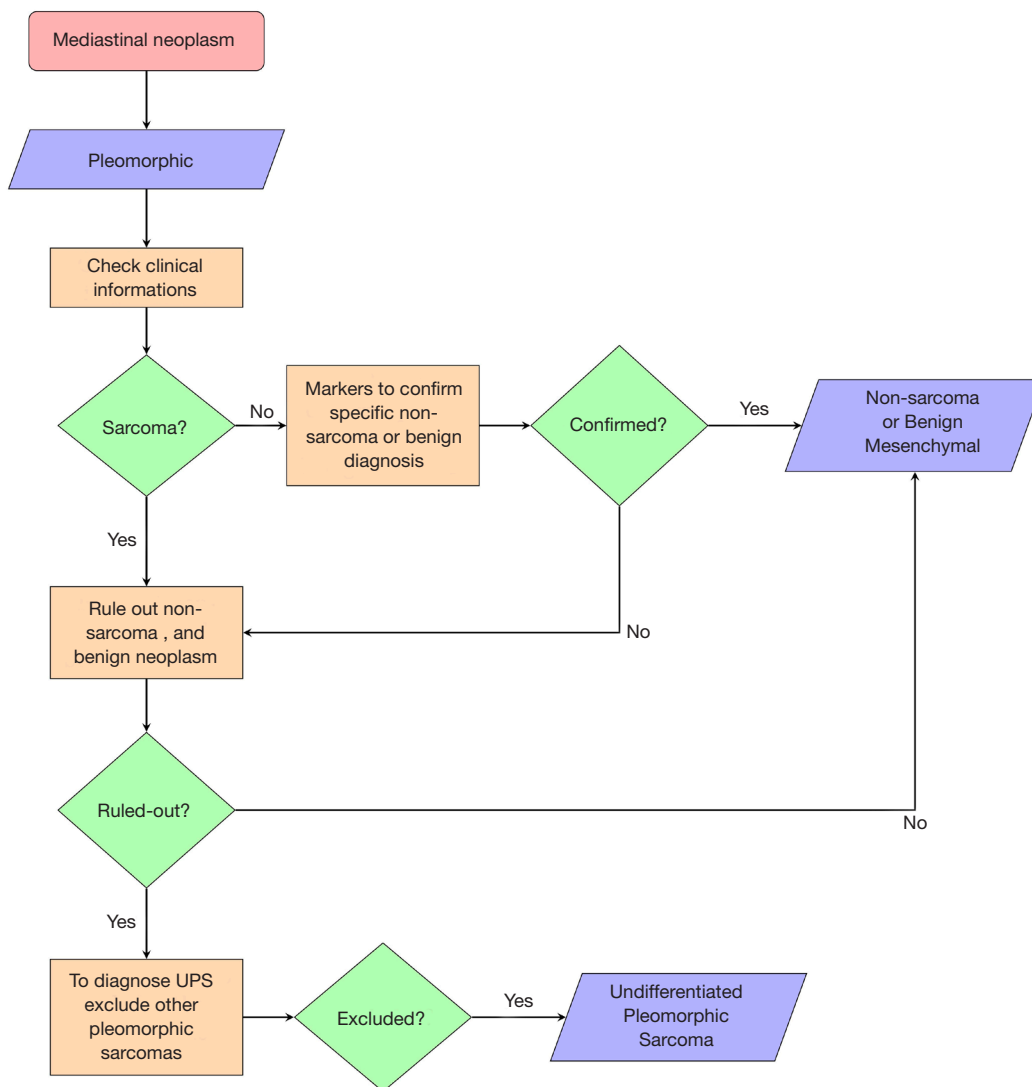 Mediastinal neoplasm
Pleomorphic
Check clinical
informations
Sarcoma?
No
Markers to confirm
specific non-
sarcoma or benign
diagnosis
Confirmed?
Yes
Non-sarcoma
or Benign
Mesenchymal
Yes
No
Rule out non-
sarcoma , and
benign neoplasm
Ruled-out?
No
Yes
To diagnose UPS
exclude other
pleomorphic
sarcomas
Excluded?
Yes
Undifferentiated
Pleomorphic
Sarcoma